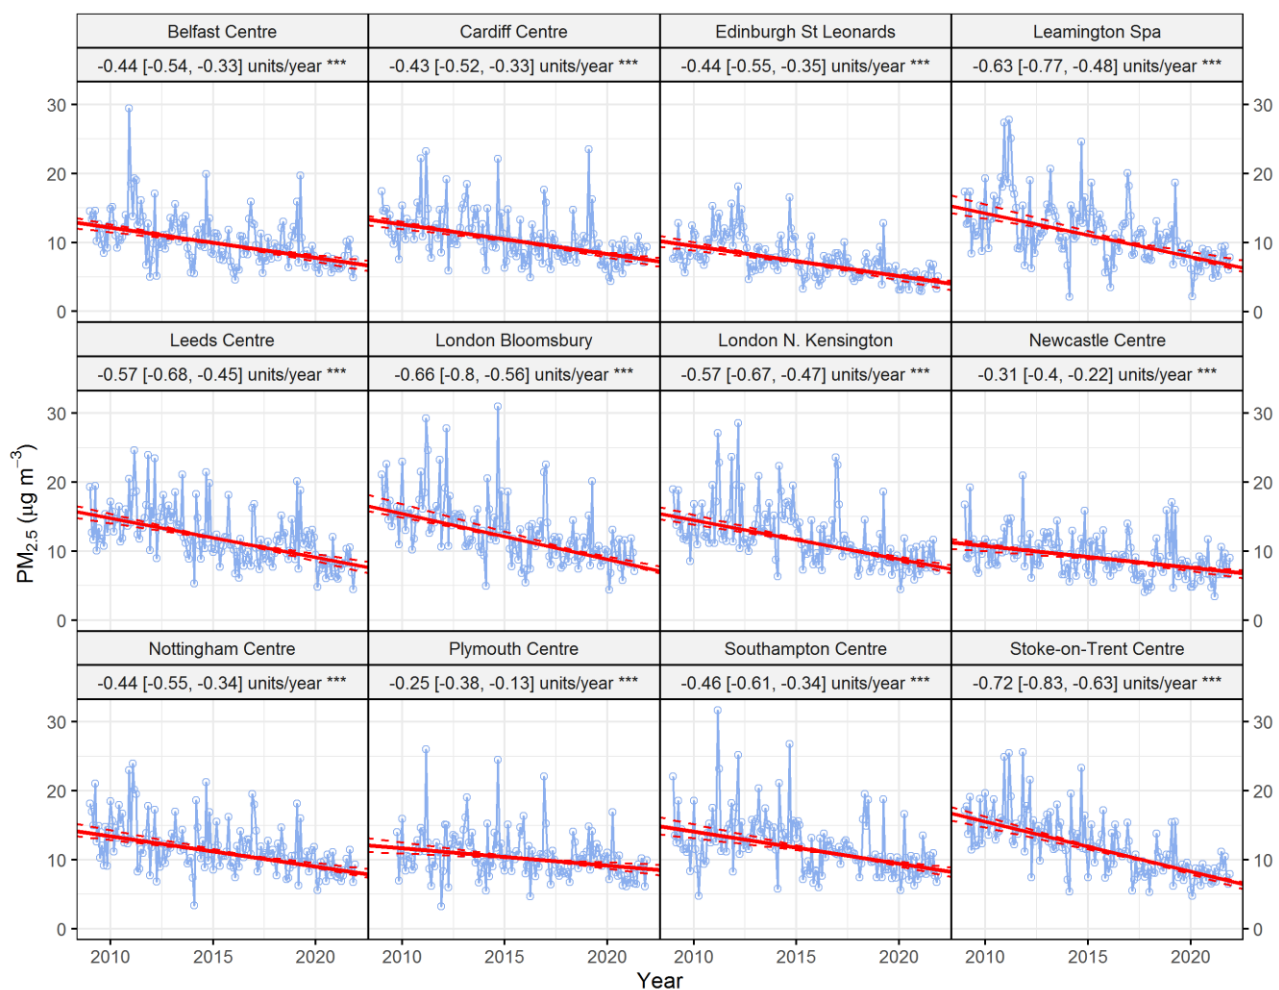 Belfast Centre Cardiff Centre Edinburgh St Leonards Leamington Spa
-0.44 [-0.54, -0.33] units/year *** -0.43 [-0.52, -0.33] units/year *** -0.44 [-0.55, -0.35] units/year *** -0.63 [-0.77, -0.48] units/year ***
30 30
20 20
10 10
0 0
Leeds Centre London Bloomsbury London N. Kensington Newcastle Centre
-0.57 [-0.68, -0.45] units/year *** -0.66 [-0.8, -0.56] units/year *** -0.57 [-0.67, -0.47] units/year *** -0.31 [-0.4, -0.22] units/year ***
30 30
20 20
10 10
0 0
PM2.5 (µg m−3)
Nottingham Centre Plymouth Centre Southampton Centre Stoke-on-Trent Centre
-0.44 [-0.55, -0.34] units/year *** -0.25 [-0.38, -0.13] units/year *** -0.46 [-0.61, -0.34] units/year *** -0.72 [-0.83, -0.63] units/year ***
30 30
20 20
10 10
0 0
2010 2015 2020 2010 2015 2020 2010 2015 2020 2010 2015 2020
Year